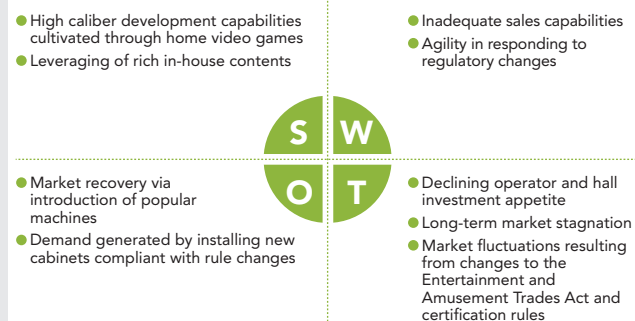 ● High caliber development capabilities
cultivated through home video games
● Leveraging of rich in-house contents
● Inadequate sales capabilities
● Agility in responding to
regulatory changes
S W
O T
● Market recovery via
introduction of popular
machines
● Demand generated by installing new
cabinets compliant with rule changes
● Declining operator and hall
investment appetite
● Long-term market stagnation
● Market fluctuations resulting
from changes to the
Entertainment and
Amusement Trades Act and
certification rules